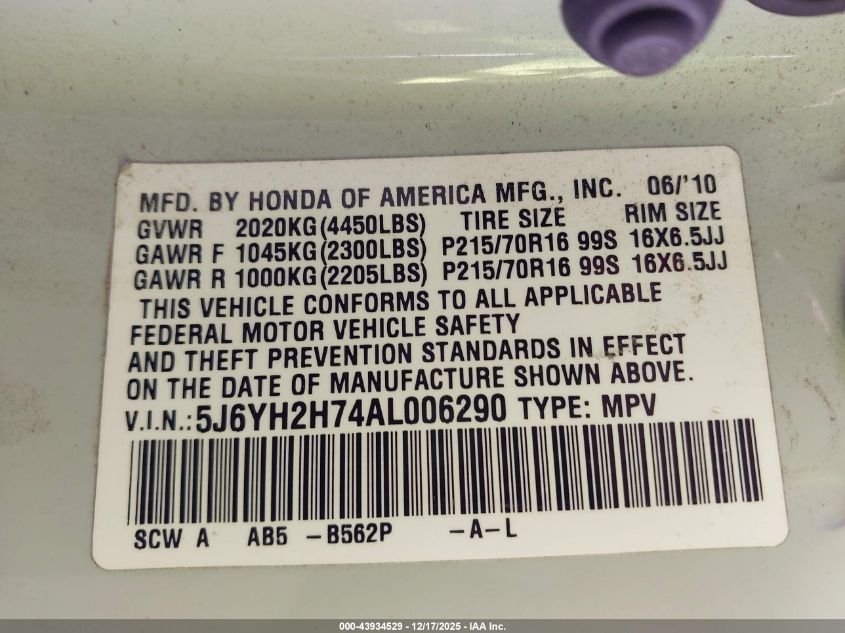 MFD. BY HONDA OF AMERICA MFG., INC. 06/'10
GVWR 2020KG(4450LBS) TIRE SIZE RIM SIZE
GAWR F 1045KG(2300LBS) P215/70R16 99S 16X6.5JJ
GAWR R 1000KG(2205LBS) P215/70R16 99S 16X6.5JJ
THIS VEHICLE CONFORMS TO ALL APPLICABLE
FEDERAL MOTOR VEHICLE SAFETY
AND THEFT PREVENTION STANDARDS IN EFFECT
ON THE DATE OF MANUFACTURE SHOWN ABOVE.
V.I.N.:5J6YH2H74AL006290 TYPE: MPV
SCW A AB5 -B562P -A-L
000-43934529 - 12/17/2025 - IAA Inc.